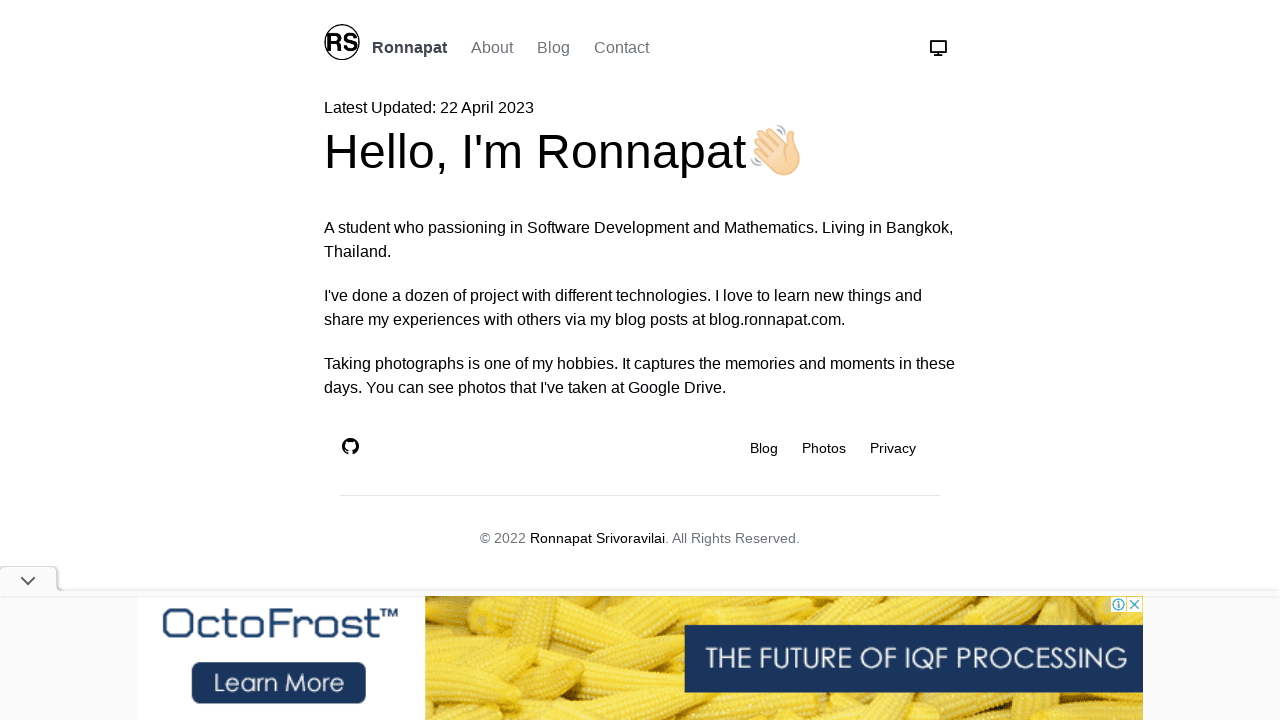 RS Ronnapat About Blog Contact
Latest Updated: 22 April 2023
Hello, I'm Ronnapat👋🏻
A student who passioning in Software Development and Mathematics. Living in Bangkok,
Thailand.
I've done a dozen of project with different technologies. I love to learn new things and
share my experiences with others via my blog posts at blog.ronnapat.com.
Taking photographs is one of my hobbies. It captures the memories and moments in these
days. You can see photos that I've taken at Google Drive.
Blog Photos Privacy
© 2022 Ronnapat Srivoravilai. All Rights Reserved.
OctoFrost™
Learn More
THE FUTURE OF IQF PROCESSING